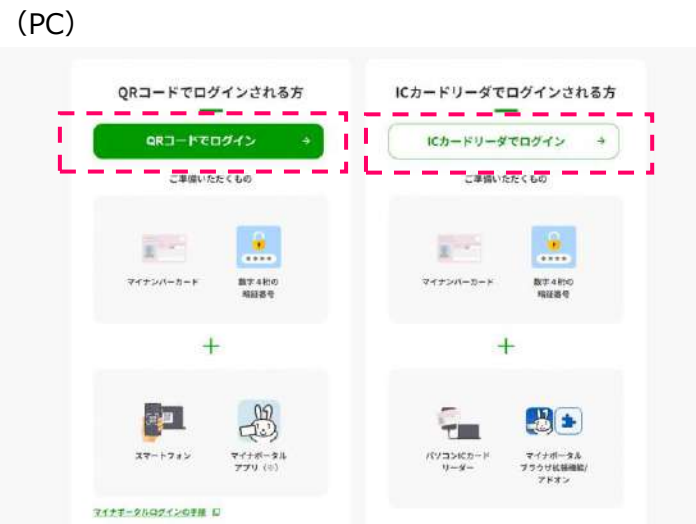 （PC）
QRコードでログインされる方
QRコードでログイン →
ご準備いただくもの
マイナンバーカード
数字4桁の
暗証番号
+
スマートフォン
マイナポータル
アプリ（※）
マイナポータルログインの手順
ICカードリーダでログインされる方
ICカードリーダでログイン →
ご準備いただくもの
マイナンバーカード
数字4桁の
暗証番号
+
パソコンICカード
リーダー
マイナポータル
ブラウザ拡張機能/
アドオン